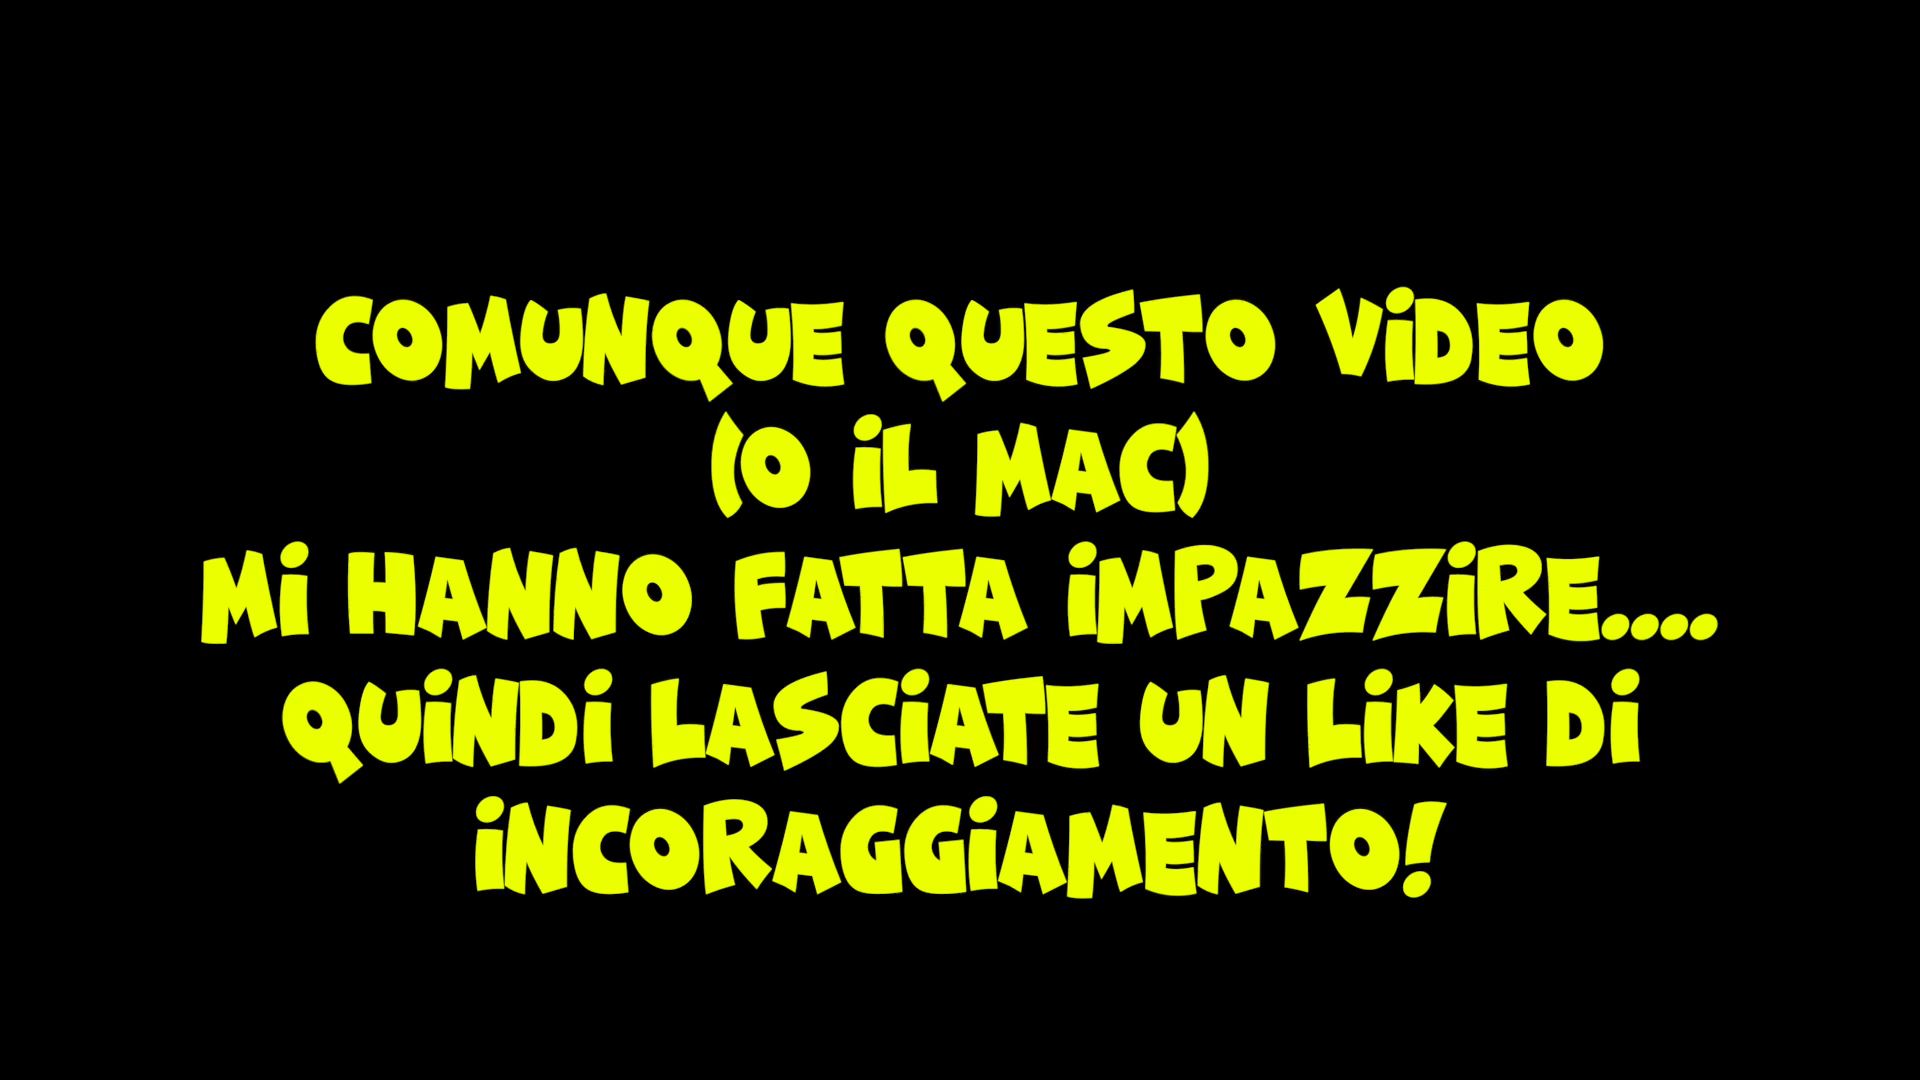 COMUNQUE QUESTO VIDEO
(O IL MAC)
MI HANNO FATTA IMPAZZIRE....
QUINDI LASCIATE UN LIKE DI
INCORAGGIAMENTO!